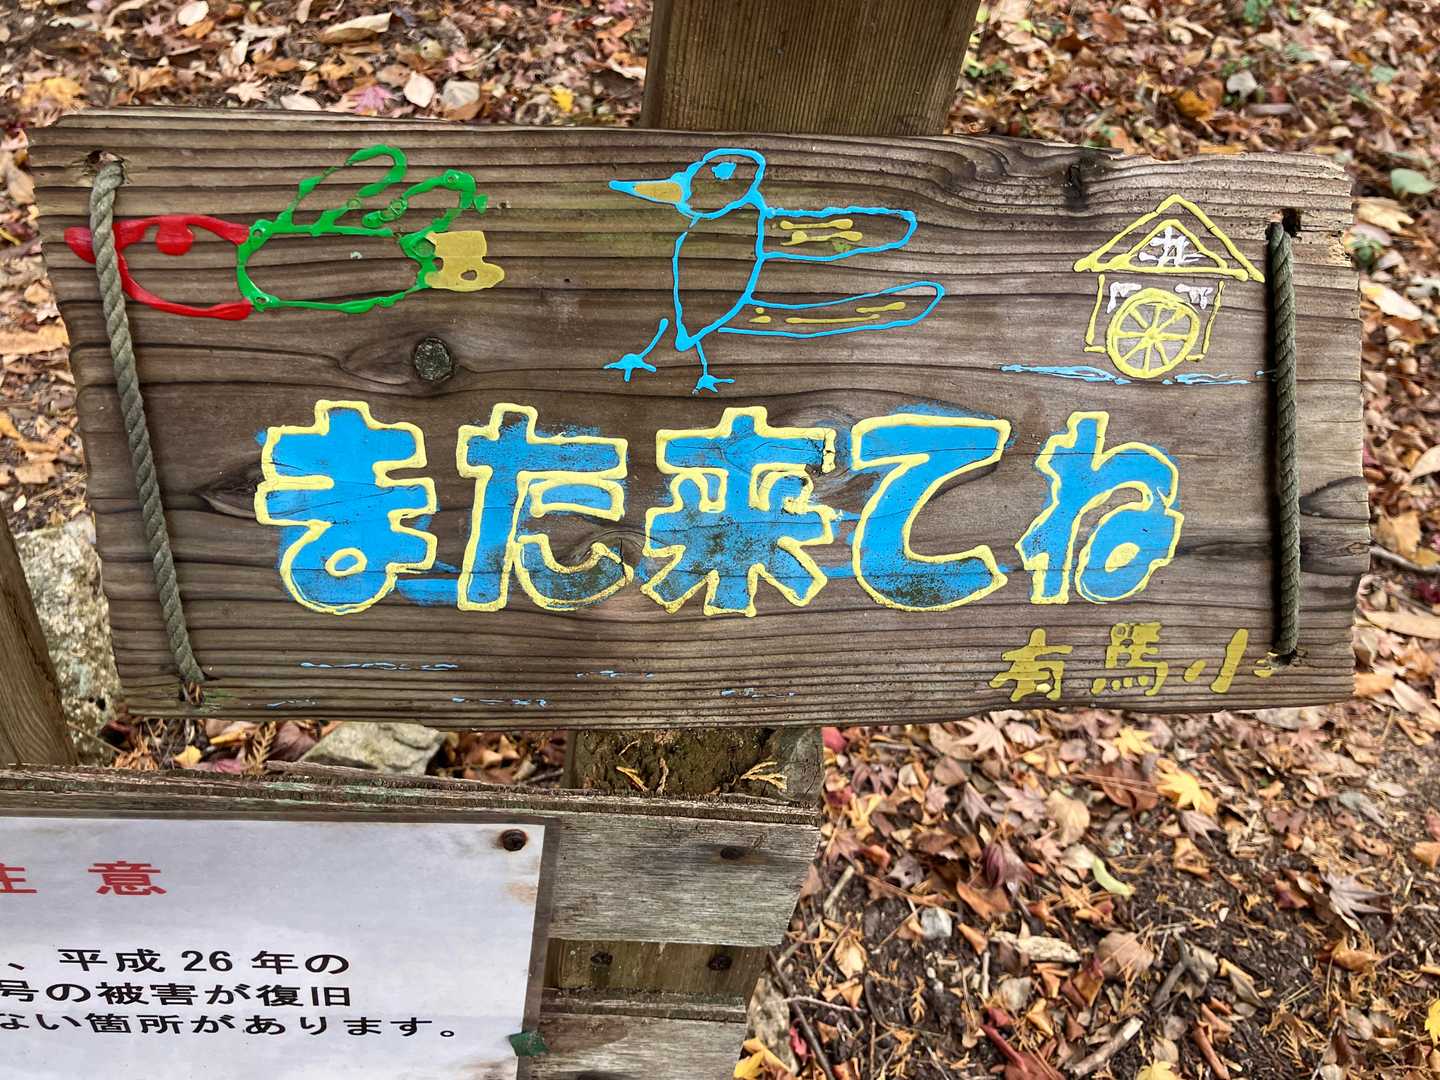 また来てね
有馬小
注意
、平成26年の
号の被害が復旧
ない箇所があります。